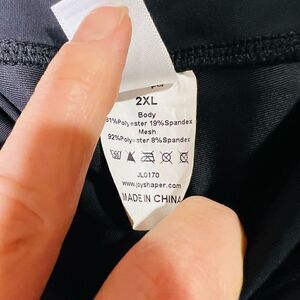 2XL
Body
81%Polyester 19%Spandex
Mesh
92%Polyester 8%Spandex
JL0170
www.joyshaper.com
MADE IN CHINA